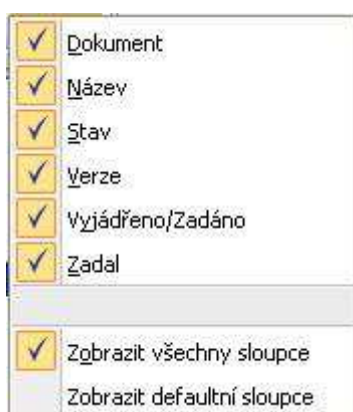 Dokument
Název
Stav
Verze
Vyjádřeno/Zadáno
Zadal
Zobrazit všechny sloupce
Zobrazit defaultní sloupce